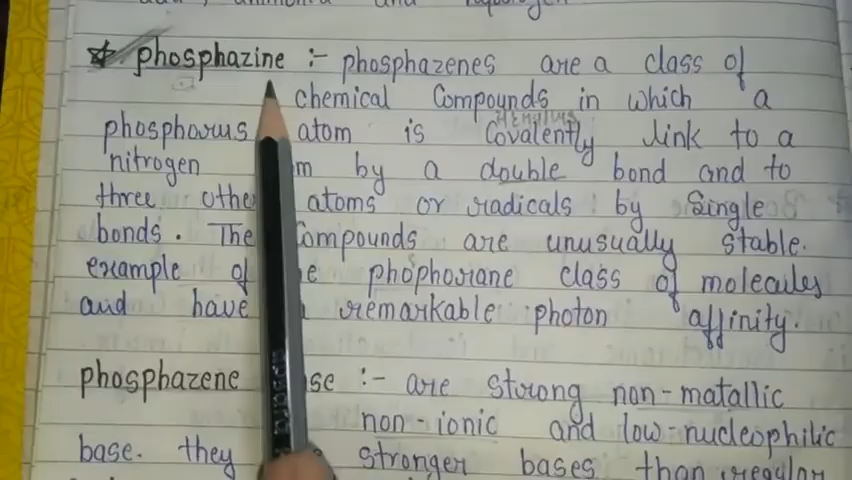 and
phosphazine :- phosphazenes are a class of
chemical Compounds in which a
phosphorus atom is Covalently link to a
nitrogen m by a double bond and to
three othe atoms or radicals by Single
bonds. The Compounds are unusually stable.
example of e phophorane class of molecules
and have remarkable photon affinity.
phosphazene se :- are strong non-matallic
non-ionic and low-nucleophilic
base. they stronger bases than